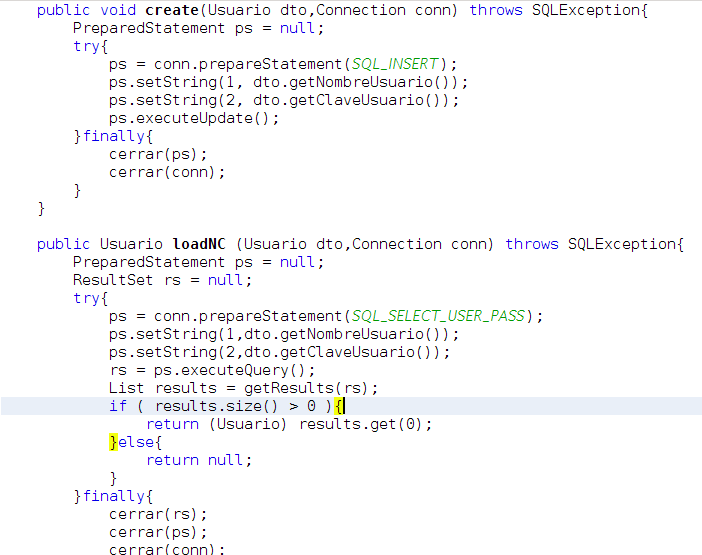 public void create(Usuario dto,Connection conn) throws SQLException{
PreparedStatement ps = null;
try{
ps = conn.prepareStatement(SQL_INSERT);
ps.setString(1, dto.getNombreUsuario());
ps.setString(2, dto.getClaveUsuario());
ps.executeUpdate();
}finally{
cerrar(ps);
cerrar(conn);
}
}
public Usuario loadNC (Usuario dto,Connection conn) throws SQLException{
PreparedStatement ps = null;
ResultSet rs = null;
try{
ps = conn.prepareStatement(SQL_SELECT_USER_PASS);
ps.setString(1,dto.getNombreUsuario());
ps.setString(2,dto.getClaveUsuario());
rs = ps.executeQuery();
List results = getResults(rs);
if ( results.size() > 0 ){
return (Usuario) results.get(0);
}else{
return null;
}
}finally{
cerrar(rs);
cerrar(ps);
cerrar(conn);